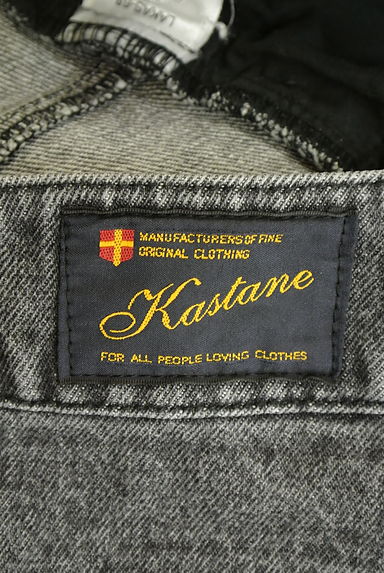 MANUFACTURERS OF FINE
ORIGINAL CLOTHING
Kastane
FOR ALL PEOPLE LOVING CLOTHES